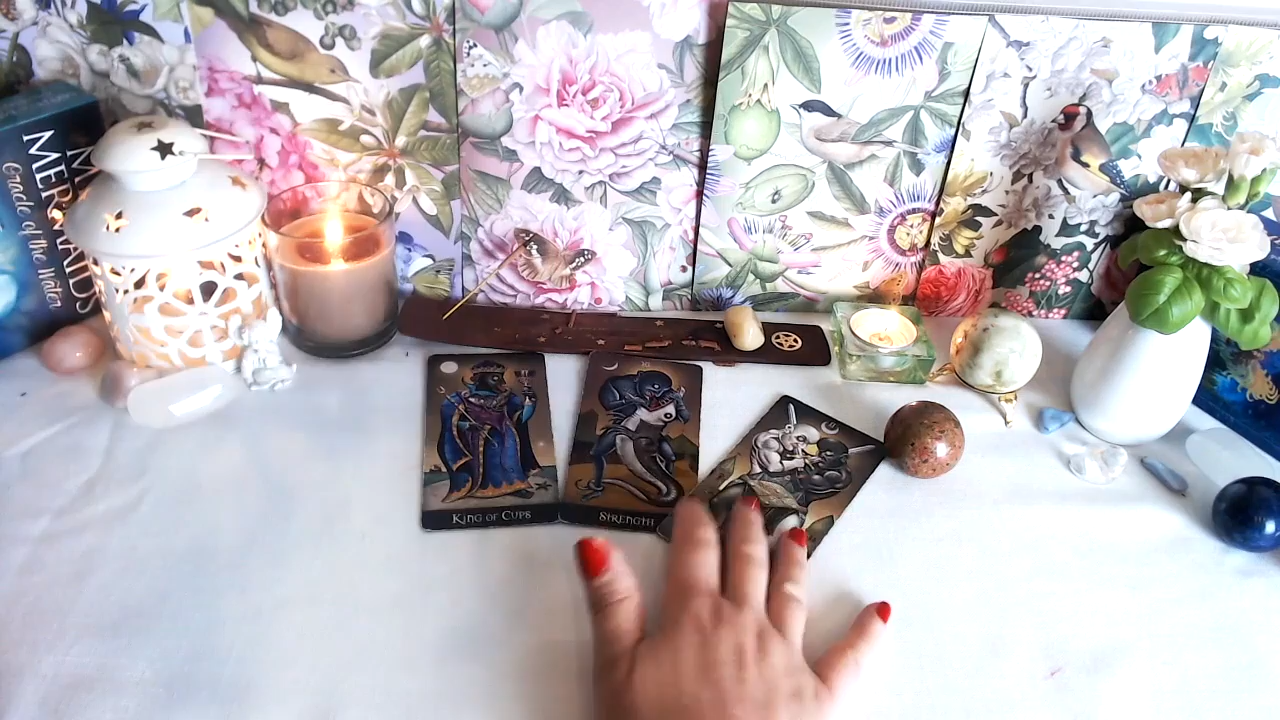 MERMAIDS
Oracle of the Water
KING OF CUPS
STRENGTH